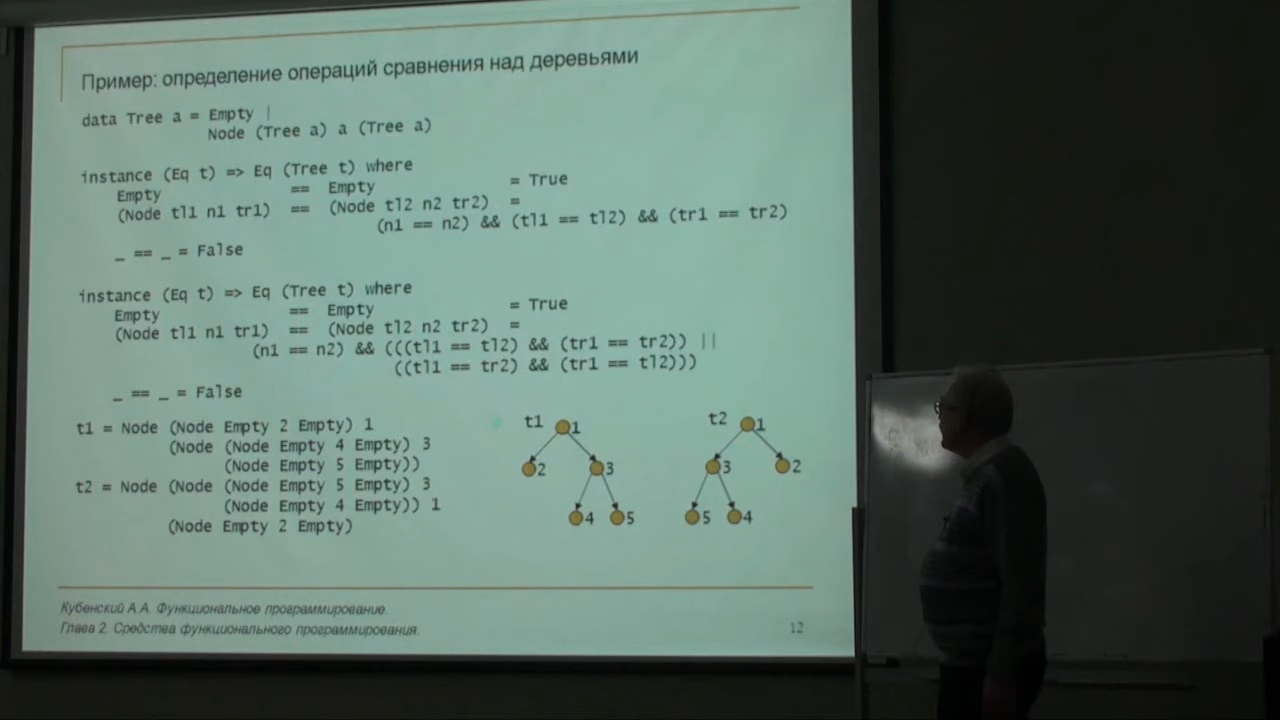 Пример: определение операций сравнения над деревьями
data Tree a = Empty |
Node (Tree a) a (Tree a)
instance (Eq t) => Eq (Tree t) where
Empty == Empty = True
(Node tl1 n1 tr1) == (Node tl2 n2 tr2) =
(n1 == n2) && (tl1 == tl2) && (tr1 == tr2)
_ == _ = False
instance (Eq t) => Eq (Tree t) where
Empty == Empty = True
(Node tl1 n1 tr1) == (Node tl2 n2 tr2) =
(n1 == n2) && (((tl1 == tl2) && (tr1 == tr2)) ||
((tl1 == tr2) && (tr1 == tl2)))
_ == _ = False
t1 = Node (Node Empty 2 Empty) 1
(Node (Node Empty 4 Empty) 3
(Node Empty 5 Empty))
t2 = Node (Node (Node Empty 5 Empty) 3
(Node Empty 4 Empty)) 1
(Node Empty 2 Empty)
t1 1
2 3
4 5
t2 1
3 2
5 4
Кубенский А.А. Функциональное программирование.
Глава 2. Средства функционального программирования.
12